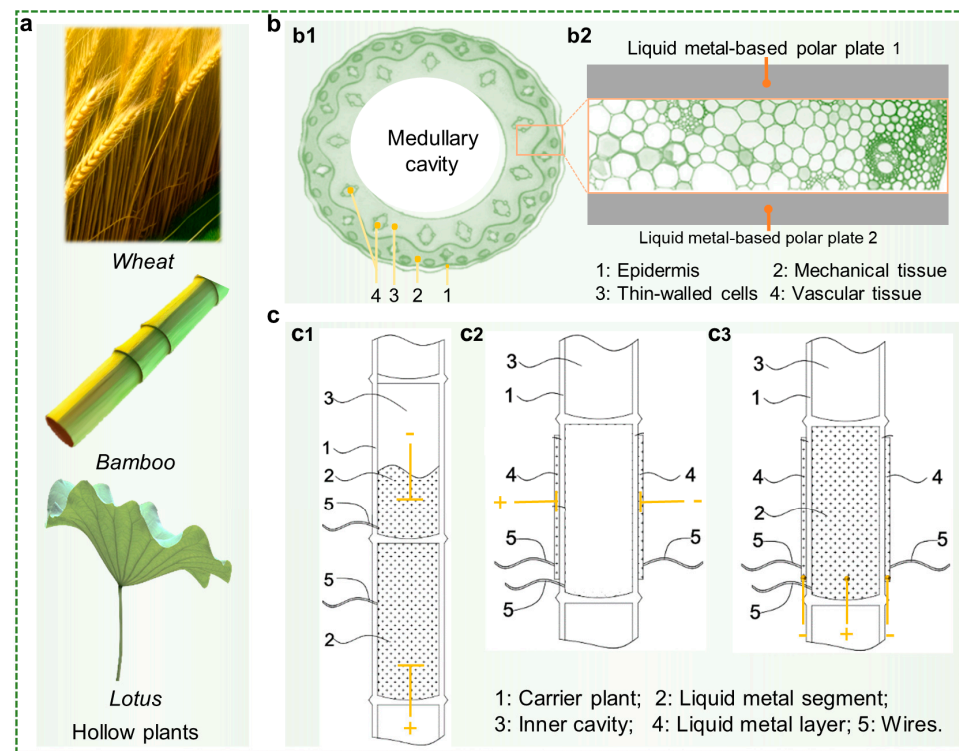 a
Wheat
Bamboo
Lotus
Hollow plants
b
b1
Medullary
cavity
4 3 2 1
b2
Liquid metal-based polar plate 1
Liquid metal-based polar plate 2
1: Epidermis 2: Mechanical tissue
3: Thin-walled cells 4: Vascular tissue
c
c1
3
-
1
2
5
5
2
+
c2
3
1
4 4
+ -
5 5
5
c3
3
1
4 4
2
5 5
5
- + -
1: Carrier plant; 2: Liquid metal segment;
3: Inner cavity; 4: Liquid metal layer; 5: Wires.